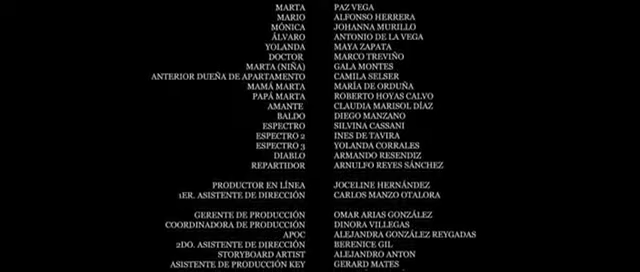 MARTA PAZ VEGA
MARIO ALFONSO HERRERA
MÓNICA JOHANNA MURILLO
ÁLVARO ANTONIO DE LA VEGA
YOLANDA MAYA ZAPATA
DOCTOR MARCO TREVIÑO
MARTA (NIÑA) GALA MONTES
ANTERIOR DUEÑA DE APARTAMENTO CAMILA SELSER
MAMÁ MARTA MARÍA DE ORDUÑA
PAPÁ MARTA ROBERTO HOYAS CALVO
AMANTE CLAUDIA MARISOL DÍAZ
BALDO DIEGO MANZANO
ESPECTRO SILVINA CASSANI
ESPECTRO 2 INES DE TAVIRA
ESPECTRO 3 YOLANDA CORRALES
DIABLO ARMANDO RESENDIZ
REPARTIDOR ARNULFO REYES SÁNCHEZ
PRODUCTOR EN LÍNEA JOCELINE HERNÁNDEZ
1ER. ASISTENTE DE DIRECCIÓN CARLOS MANZO OTALORA
GERENTE DE PRODUCCIÓN OMAR ARIAS GONZÁLEZ
COORDINADORA DE PRODUCCIÓN DINORA VILLEGAS
APOC ALEJANDRA GONZÁLEZ REYGADAS
2DO. ASISTENTE DE DIRECCIÓN BERENICE GIL
STORYBOARD ARTIST ALEJANDRO ANTON
ASISTENTE DE PRODUCCIÓN KEY GERARD MATES